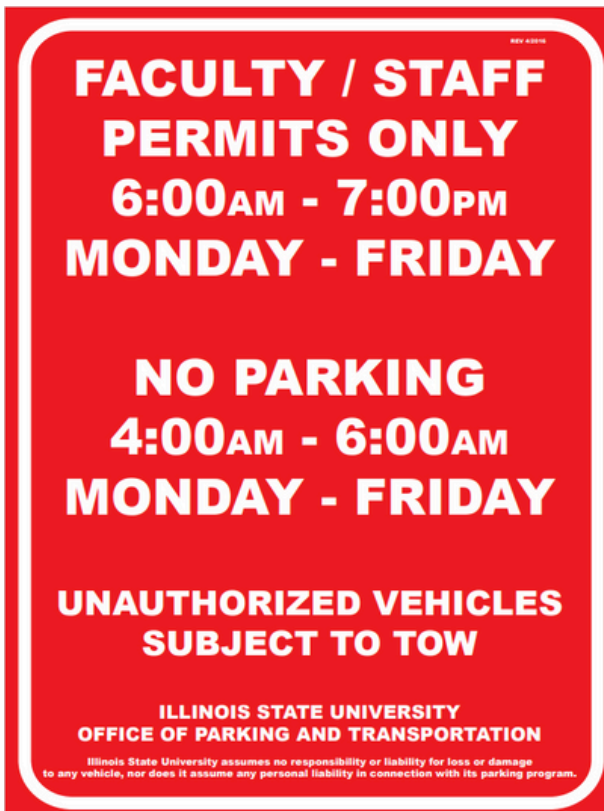 REV 4/2016
FACULTY / STAFF
PERMITS ONLY
6:00AM - 7:00PM
MONDAY - FRIDAY
NO PARKING
4:00AM - 6:00AM
MONDAY - FRIDAY
UNAUTHORIZED VEHICLES
SUBJECT TO TOW
ILLINOIS STATE UNIVERSITY
OFFICE OF PARKING AND TRANSPORTATION
Illinois State University assumes no responsibility or liability for loss or damage
to any vehicle, nor does it assume any personal liability in connection with its parking program.